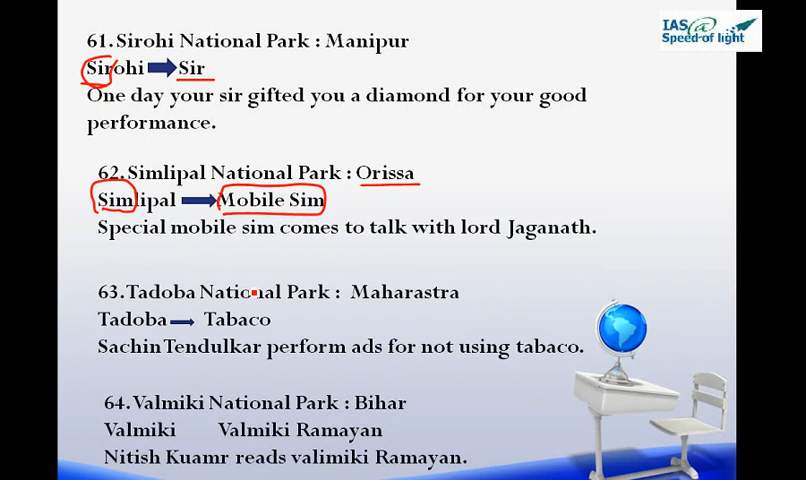 IAS@
Speed of light
61.Sirohi National Park : Manipur
Sirohi Sir
One day your sir gifted you a diamond for your good
performance.
62.Simlipal National Park : Orissa
Simlipal Mobile Sim
Special mobile sim comes to talk with lord Jaganath.
63.Tadoba National Park : Maharastra
Tadoba Tabaco
Sachin Tendulkar perform ads for not using tabaco.
64.Valmiki National Park : Bihar
Valmiki Valmiki Ramayan
Nitish Kuamr reads valimiki Ramayan.